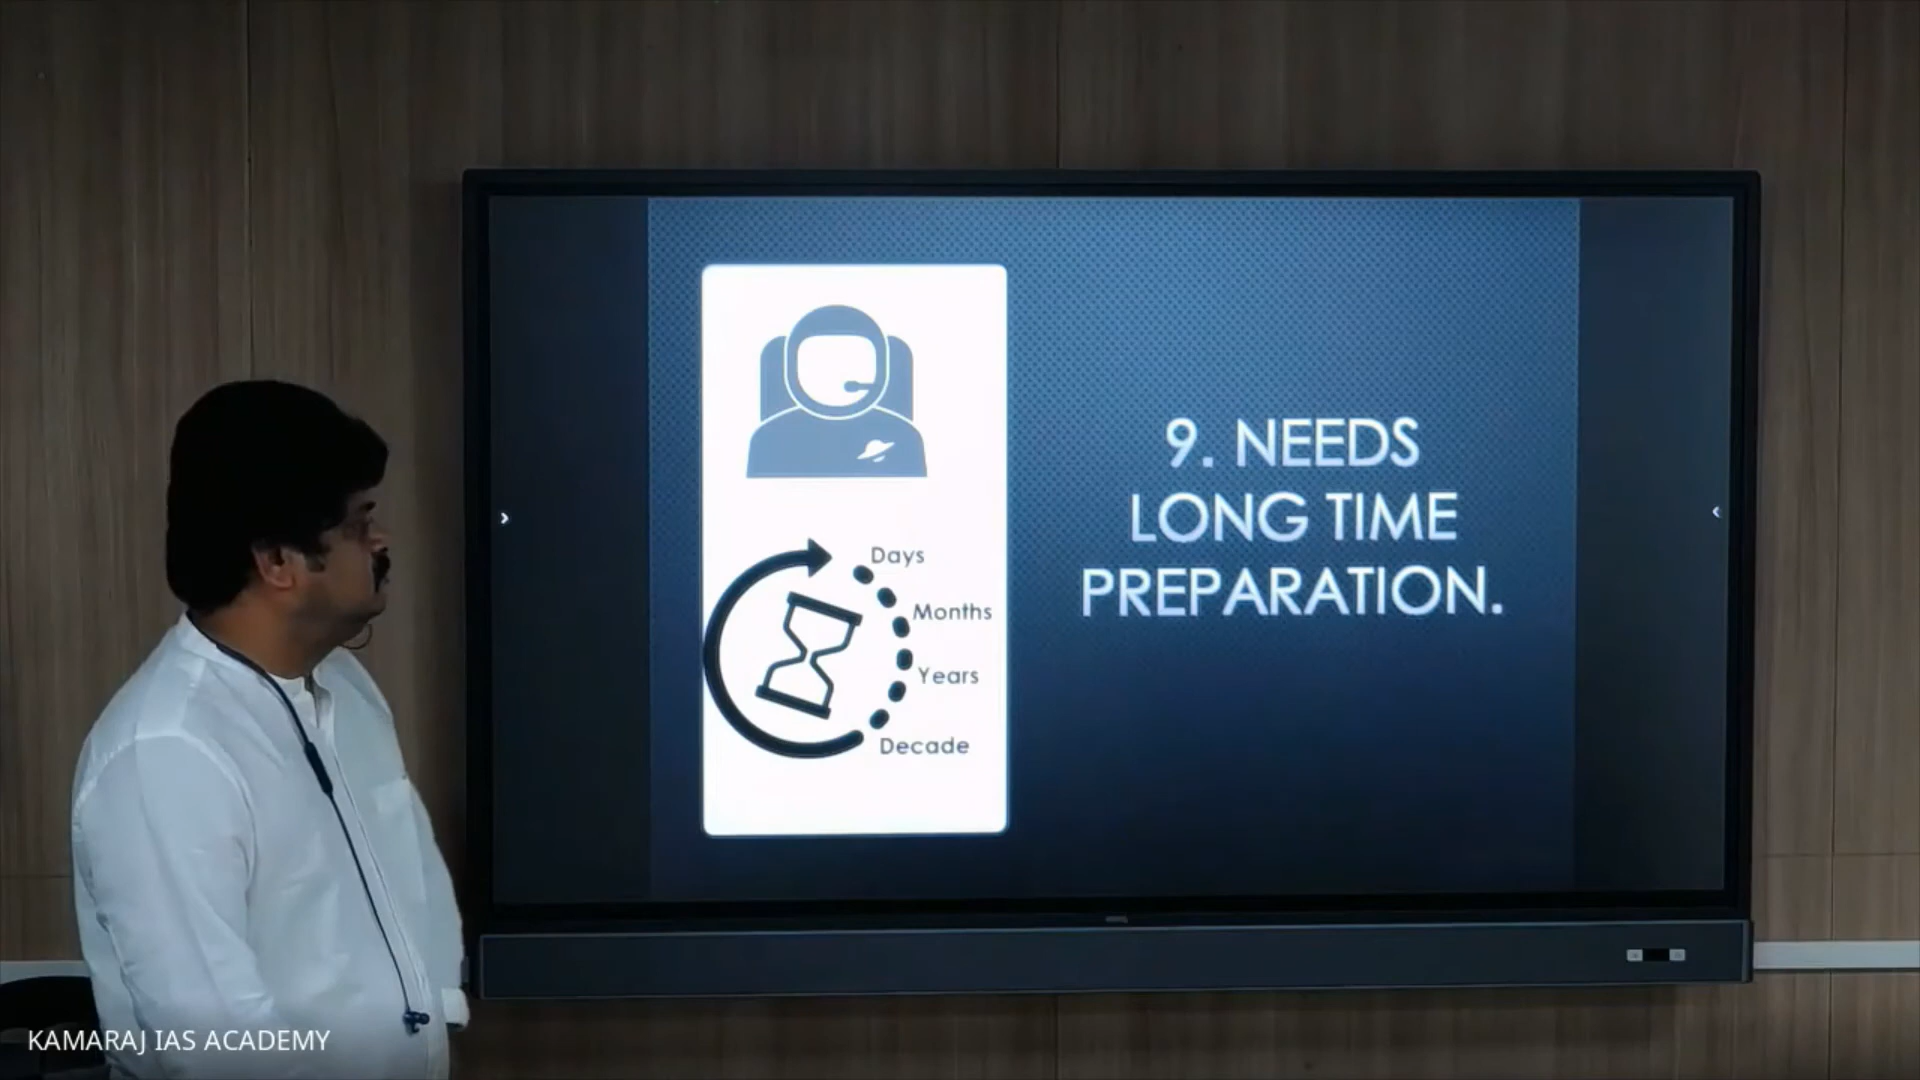 9. NEEDS
LONG TIME
PREPARATION.
Days
Months
Years
Decade
KAMARAJ IAS ACADEMY